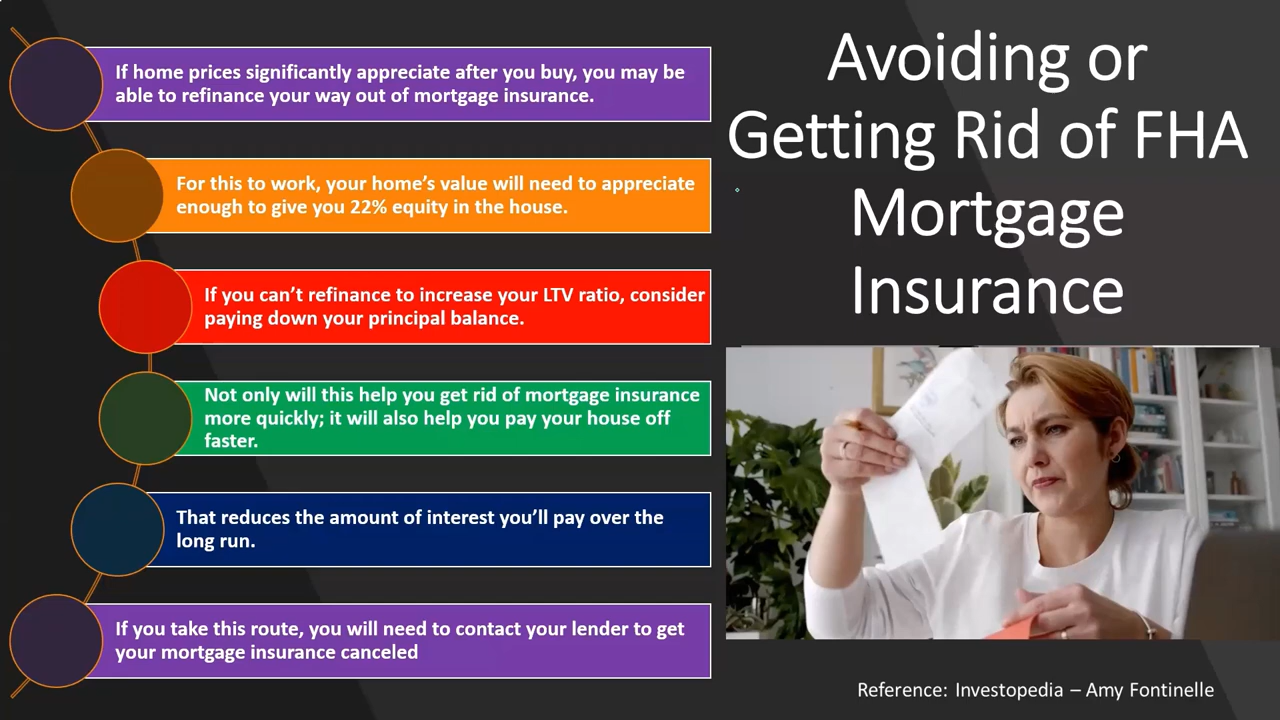 Avoiding or
Getting Rid of FHA
Mortgage
Insurance
If home prices significantly appreciate after you buy, you may be
able to refinance your way out of mortgage insurance.
For this to work, your home’s value will need to appreciate
enough to give you 22% equity in the house.
If you can’t refinance to increase your LTV ratio, consider
paying down your principal balance.
Not only will this help you get rid of mortgage insurance
more quickly; it will also help you pay your house off
faster.
That reduces the amount of interest you’ll pay over the
long run.
If you take this route, you will need to contact your lender to get
your mortgage insurance canceled
Reference: Investopedia – Amy Fontinelle